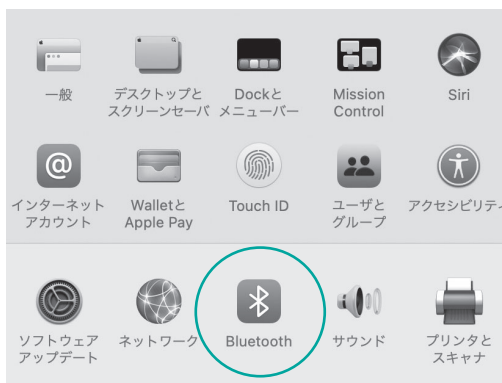 一般
デスクトップと
スクリーンセーバ
Dockと
メニューバー
Mission
Control
Siri
@
インターネット
アカウント
Walletと
Apple Pay
Touch ID
ユーザと
グループ
アクセシビリティ
ソフトウェア
アップデート
ネットワーク
Bluetooth
サウンド
プリンタと
スキャナ